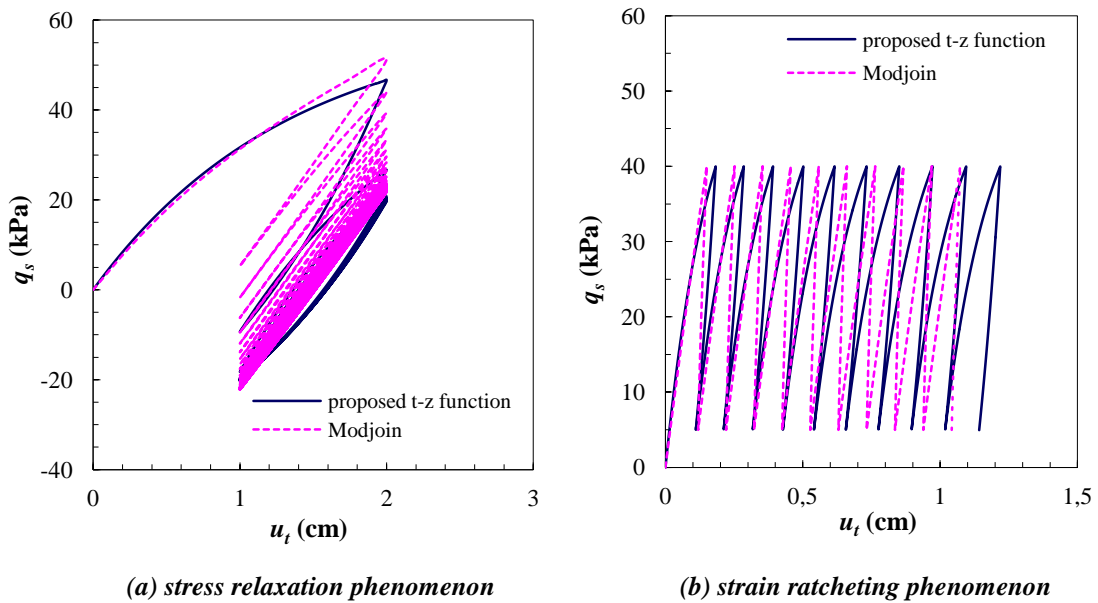 60
40
20
0
-20
-40
q_s (kPa)
proposed t-z function
Modjoin
0
1
2
3
u_t (cm)
(a) stress relaxation phenomenon
60
50
40
30
20
10
0
q_s (kPa)
proposed t-z function
Modjoin
0
0,5
1
1,5
u_t (cm)
(b) strain ratcheting phenomenon